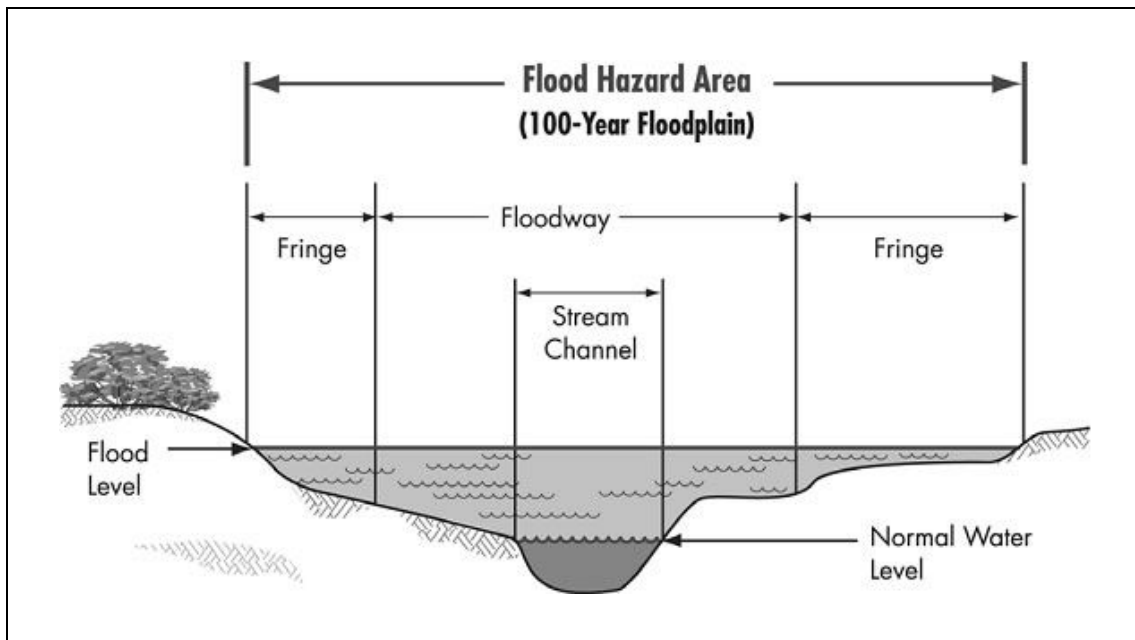 Flood Hazard Area
(100-Year Floodplain)
Fringe
Floodway
Fringe
Stream
Channel
Flood
Level
Normal Water
Level